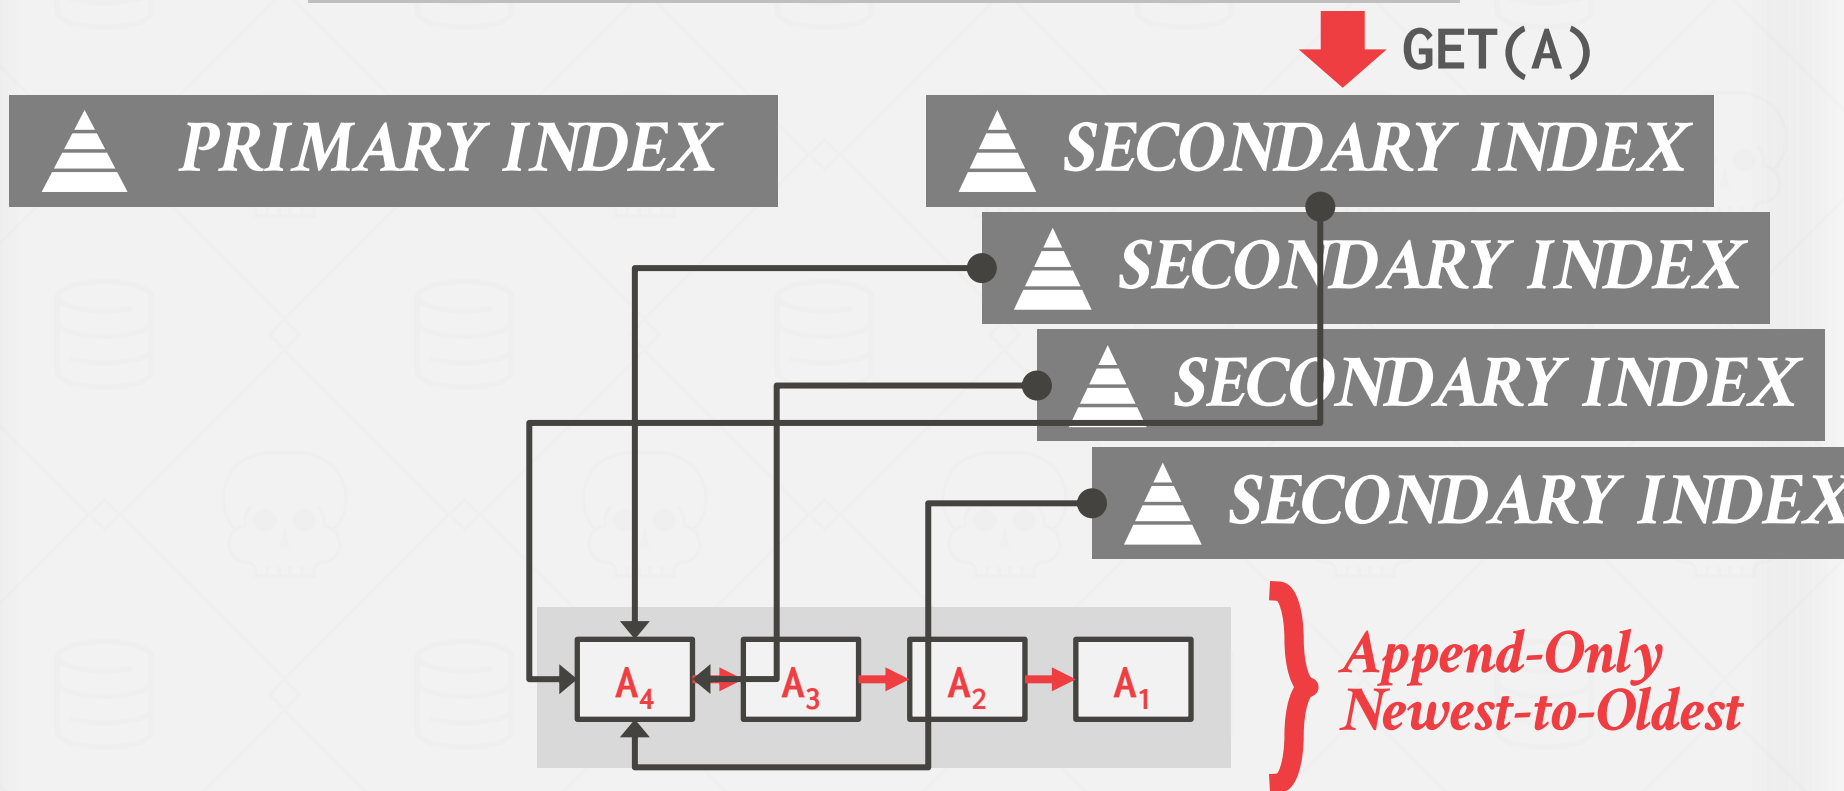 GET(A)
PRIMARY INDEX
SECONDARY INDEX
SECONDARY INDEX
SECONDARY INDEX
SECONDARY INDEX
A4
A3
A2
A1
Append-Only
Newest-to-Oldest